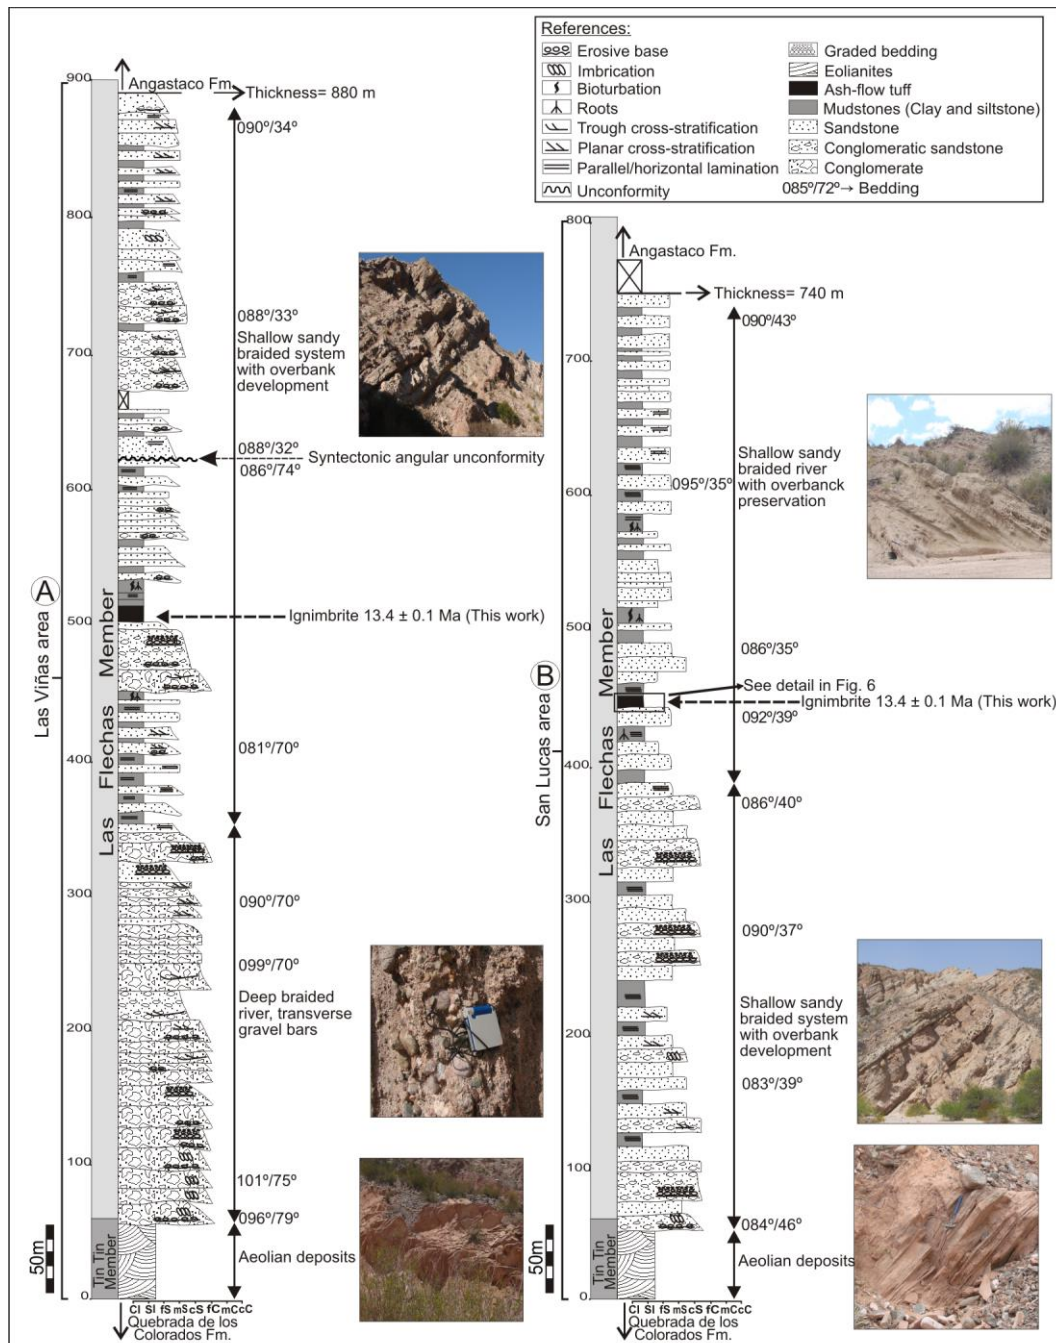 References:
Erosive base
Imbrication
Bioturbation
Roots
Trough cross-stratification
Planar cross-stratification
Parallel/horizontal lamination
Unconformity
Graded bedding
Eolianites
Ash-flow tuff
Mudstones (Clay and siltstone)
Sandstone
Conglomeratic sandstone
Conglomerate
085º/72º→ Bedding
Las Viñas area
A
900
800
700
600
500
400
300
200
100
0
50m
Las Flechas Member
Tin Tin
Member
Angastaco Fm.
Thickness= 880 m
090º/34º
088º/33º
Shallow sandy
braided system
with overbank
development
088º/32º
Syntectonic angular unconformity
086º/74º
Ignimbrite 13.4 ± 0.1 Ma (This work)
081º/70º
090º/70º
099º/70º
Deep braided
river, transverse
gravel bars
101º/75º
096º/79º
Aeolian deposits
Cl Sl fS mS cS fC mC cC
Quebrada de los
Colorados Fm.
San Lucas area
B
800
700
600
500
400
300
200
100
0
50m
Las Flechas Member
Tin Tin
Member
Angastaco Fm.
Thickness= 740 m
090º/43º
Shallow sandy
braided river
with overbanck
preservation
095º/35º
086º/35º
See detail in Fig. 6
Ignimbrite 13.4 ± 0.1 Ma (This work)
092º/39º
086º/40º
090º/37º
Shallow sandy
braided system
with overbank
development
083º/39º
084º/46º
Aeolian deposits
Cl Sl fS mS cS fC mC cC
Quebrada de los
Colorados Fm.